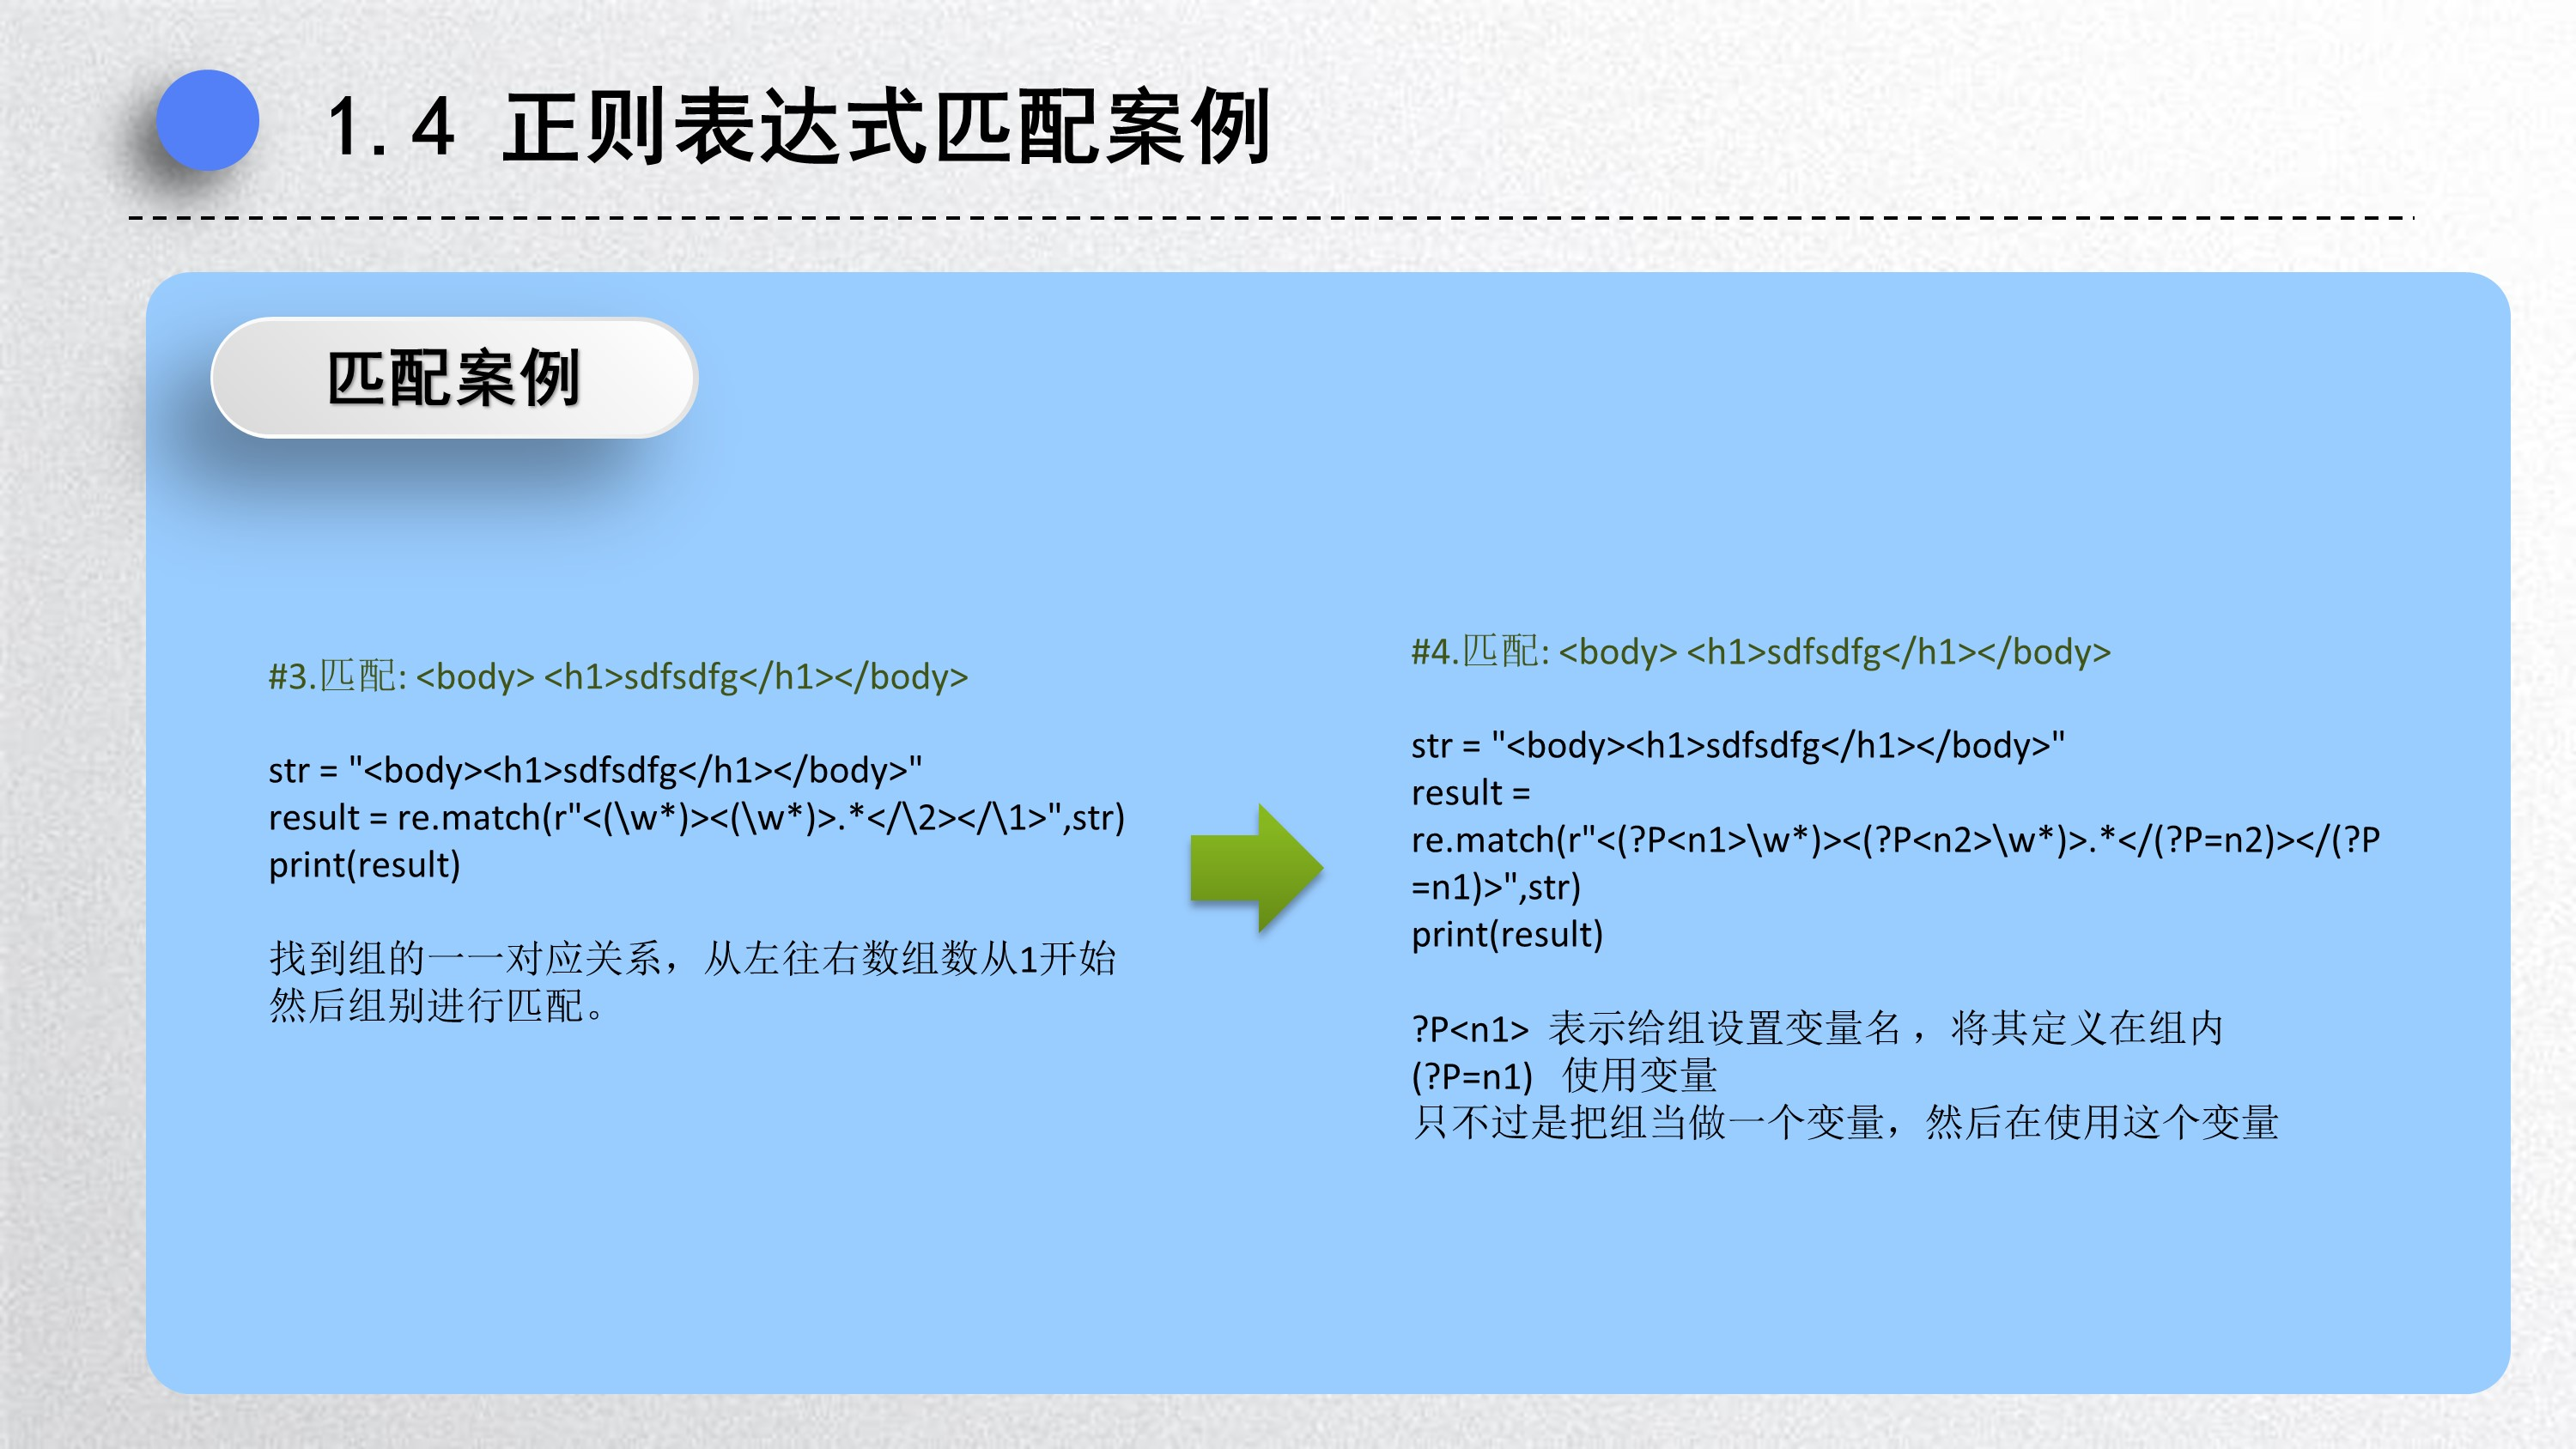 1.4 正则表达式匹配案例
匹配案例
#3.匹配: <body> <h1>sdfsdfg</h1></body>
str = "<body><h1>sdfsdfg</h1></body>"
result = re.match(r"<(\w*)><(\w*)>.*</\2></\1>",str)
print(result)
找到组的一一对应关系，从左往右数组数从1开始
然后组别进行匹配。
#4.匹配: <body> <h1>sdfsdfg</h1></body>
str = "<body><h1>sdfsdfg</h1></body>"
result =
re.match(r"<(?P<n1>\w*)><(?P<n2>\w*)>.*</(?P=n2)></(?P
=n1)>",str)
print(result)
?P<n1> 表示给组设置变量名，将其定义在组内
(?P=n1) 使用变量
只不过是把组当做一个变量，然后在使用这个变量